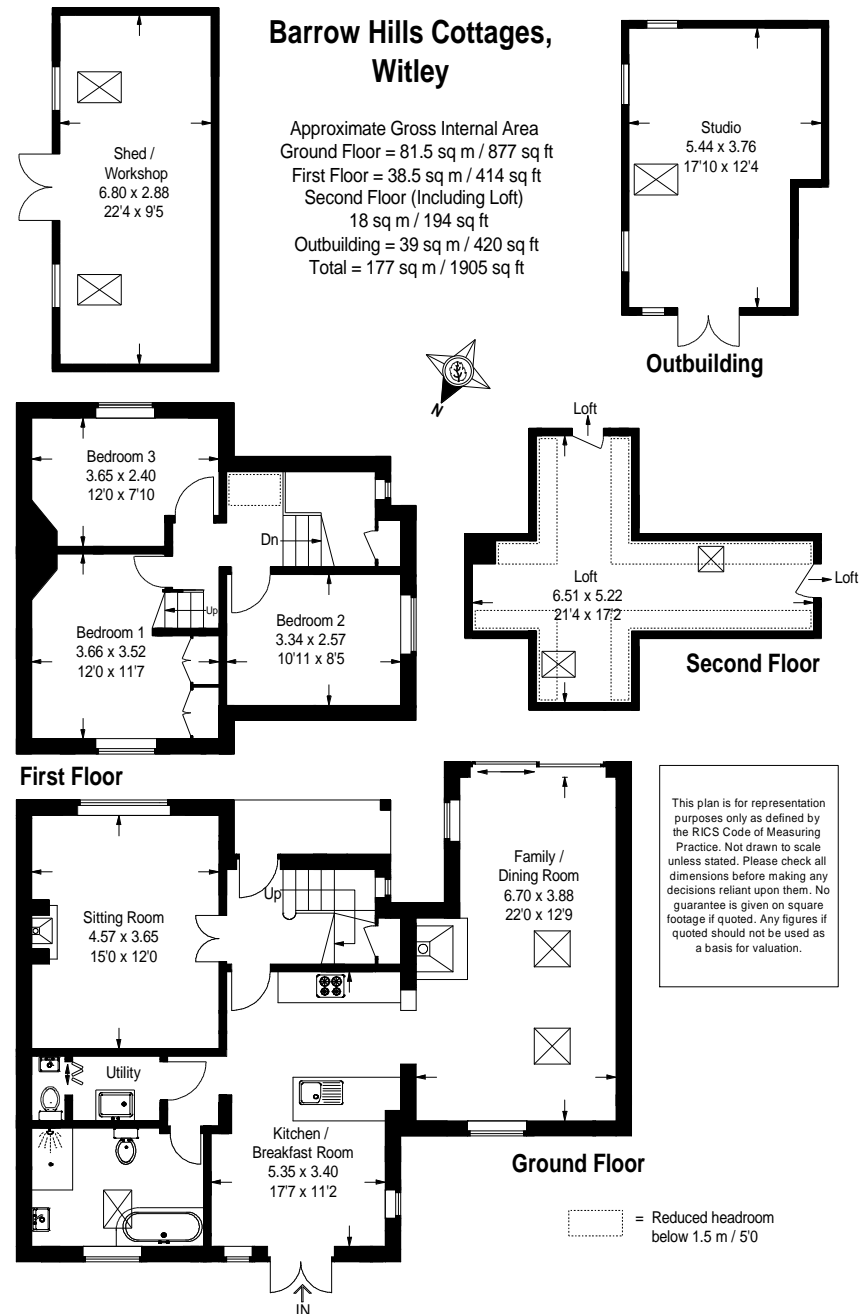 Barrow Hills Cottages,
Witley
Approximate Gross Internal Area
Ground Floor = 81.5 sq m / 877 sq ft
First Floor = 38.5 sq m / 414 sq ft
Second Floor (Including Loft)
18 sq m / 194 sq ft
Outbuilding = 39 sq m / 420 sq ft
Total = 177 sq m / 1905 sq ft
Shed /
Workshop
6.80 x 2.88
22'4 x 9'5
Studio
5.44 x 3.76
17'10 x 12'4
Outbuilding
N
Bedroom 3
3.65 x 2.40
12'0 x 7'10
Dn
Up
Bedroom 1
3.66 x 3.52
12'0 x 11'7
Bedroom 2
3.34 x 2.57
10'11 x 8'5
First Floor
Loft
Loft
Loft
6.51 x 5.22
21'4 x 17'2
Second Floor
Sitting Room
4.57 x 3.65
15'0 x 12'0
Up
Family /
Dining Room
6.70 x 3.88
22'0 x 12'9
Utility
Kitchen /
Breakfast Room
5.35 x 3.40
17'7 x 11'2
IN
Ground Floor
This plan is for representation
purposes only as defined by
the RICS Code of Measuring
Practice. Not drawn to scale
unless stated. Please check all
dimensions before making any
decisions reliant upon them. No
guarantee is given on square
footage if quoted. Any figures if
quoted should not be used as
a basis for valuation.
= Reduced headroom
below 1.5 m / 5'0